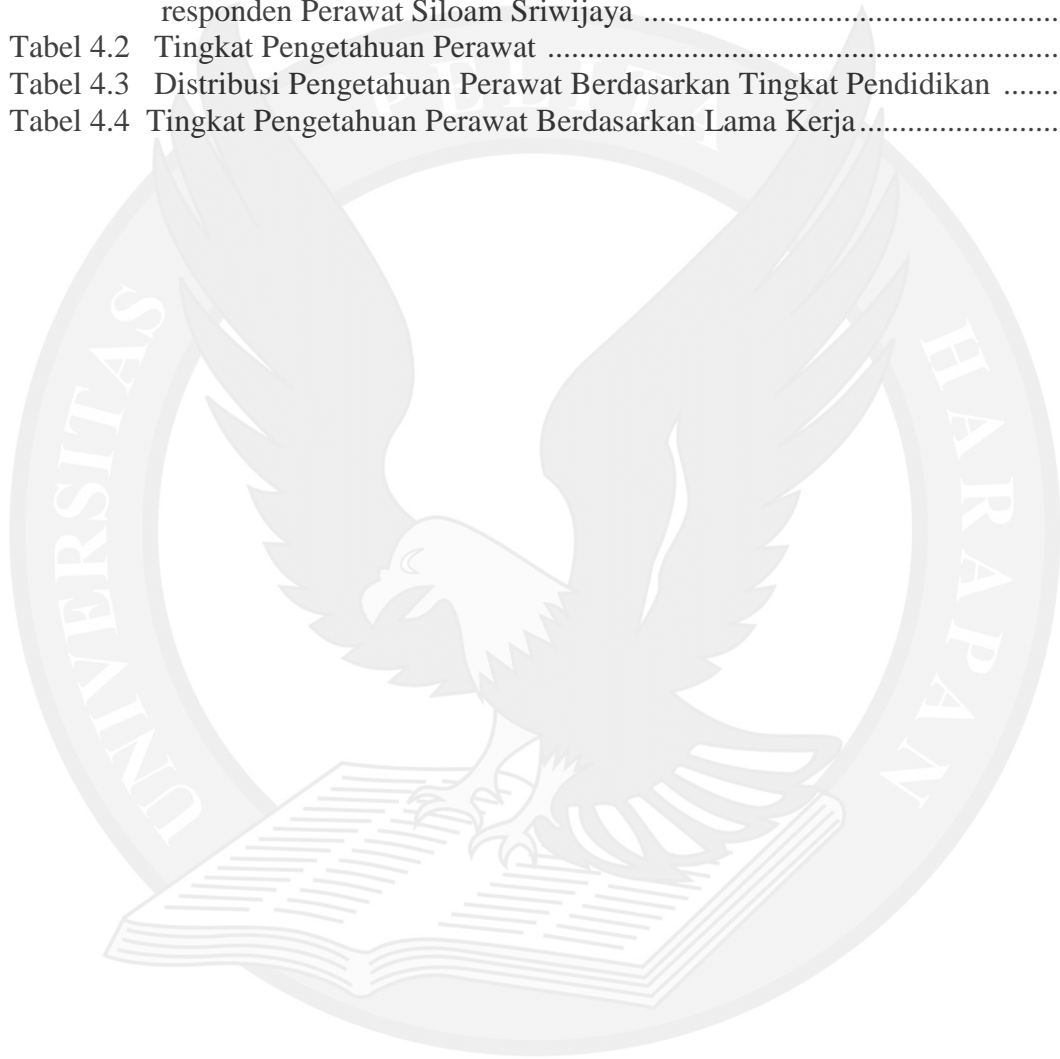 responden Perawat Siloam Sriwijaya ....................................................
Tabel 4.2 Tingkat Pengetahuan Perawat ................................................................
Tabel 4.3 Distribusi Pengetahuan Perawat Berdasarkan Tingkat Pendidikan .......
Tabel 4.4 Tingkat Pengetahuan Perawat Berdasarkan Lama Kerja.........................
UNIVERSITAS PELITA HARAPAN